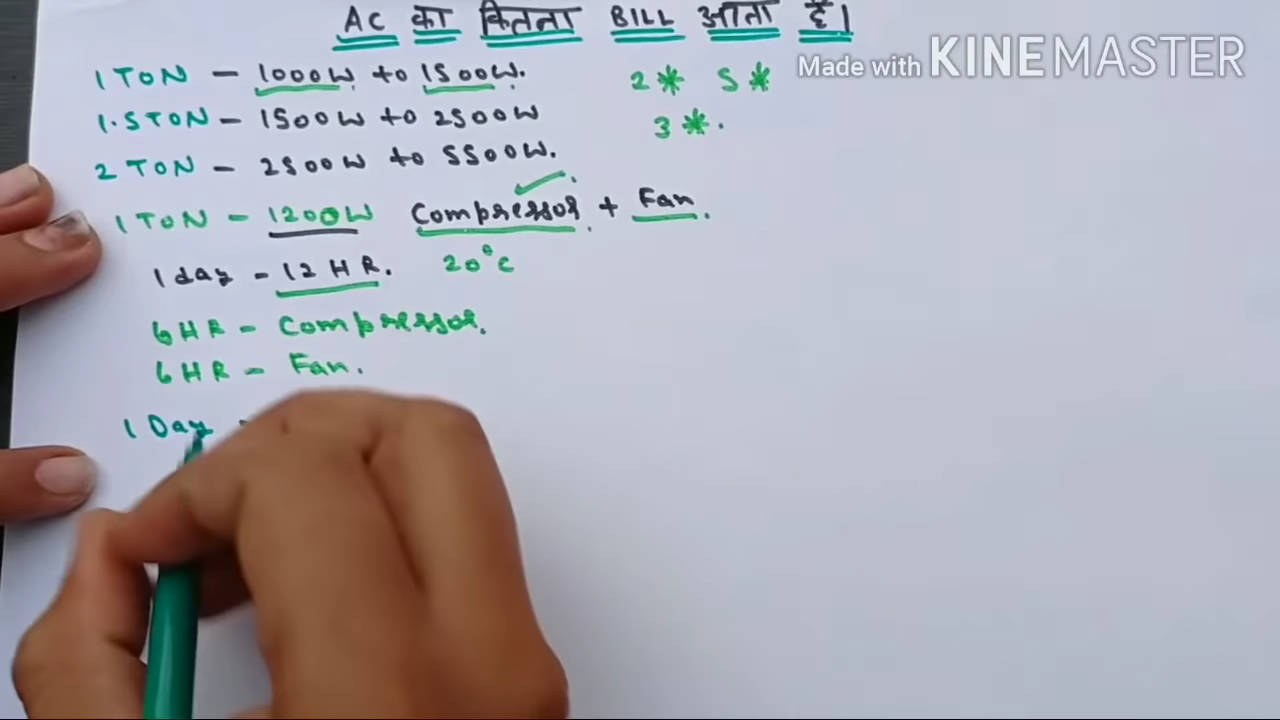 AC का कितना BILL आता है।
Made with KINEMASTER
1 TON - 1000W to 1500W. 2* 5*
1.5 TON - 1500W to 2500W 3*.
2 TON - 2500W to 5500W.
1 TON - 1200W Compressor + Fan.
1 day - 12 HR. 20°C
6 HR - Compressor.
6 HR - Fan.
1 Day